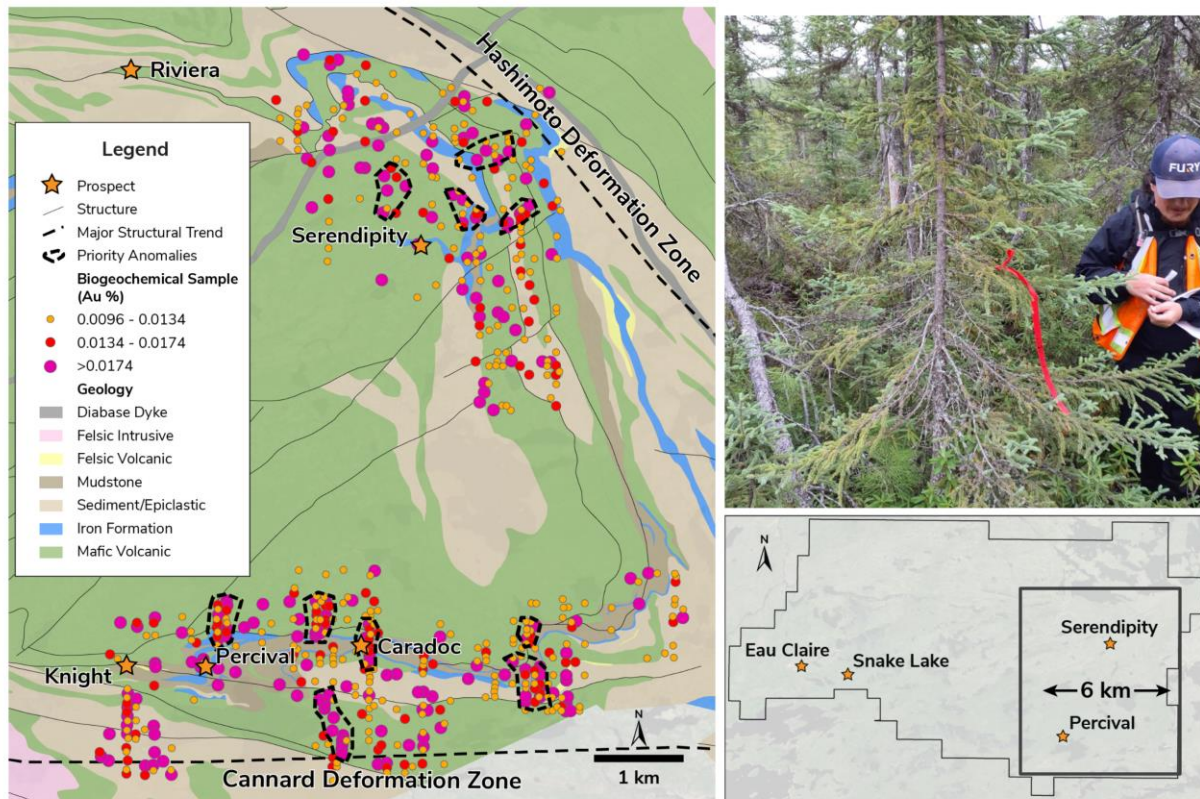 Riviera
Hashimoto Deformation Zone
Legend
Prospect
Structure
Major Structural Trend
Priority Anomalies
Biogeochemical Sample
(Au %)
0.0096 - 0.0134
0.0134 - 0.0174
>0.0174
Geology
Diabase Dyke
Felsic Intrusive
Felsic Volcanic
Mudstone
Sediment/Epiclastic
Iron Formation
Mafic Volcanic
Serendipity
Knight
Percival
Caradoc
Cannard Deformation Zone
N
1 km
FURY
N
Eau Claire
Snake Lake
Serendipity
6 km
Percival